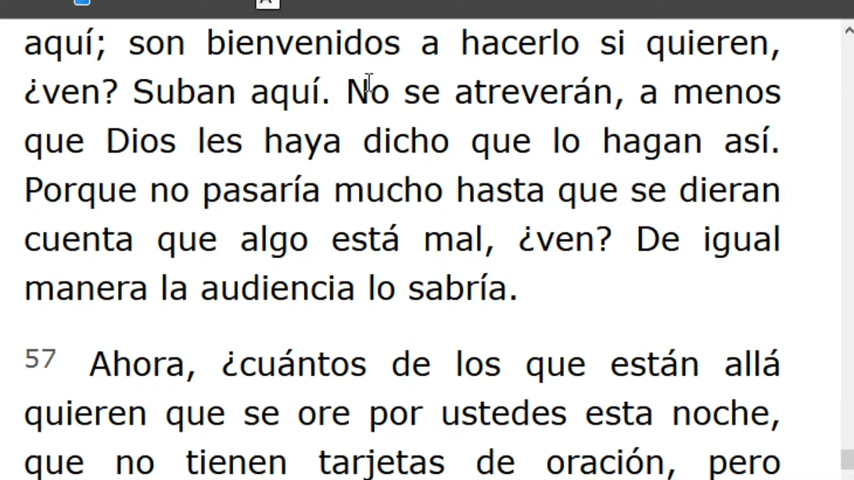 aquí; son bienvenidos a hacerlo si quieren,
¿ven? Suban aquí. No se atreverán, a menos
que Dios les haya dicho que lo hagan así.
Porque no pasaría mucho hasta que se dieran
cuenta que algo está mal, ¿ven? De igual
manera la audiencia lo sabría.
57 Ahora, ¿cuántos de los que están allá
quieren que se ore por ustedes esta noche,
que no tienen tarjetas de oración, pero